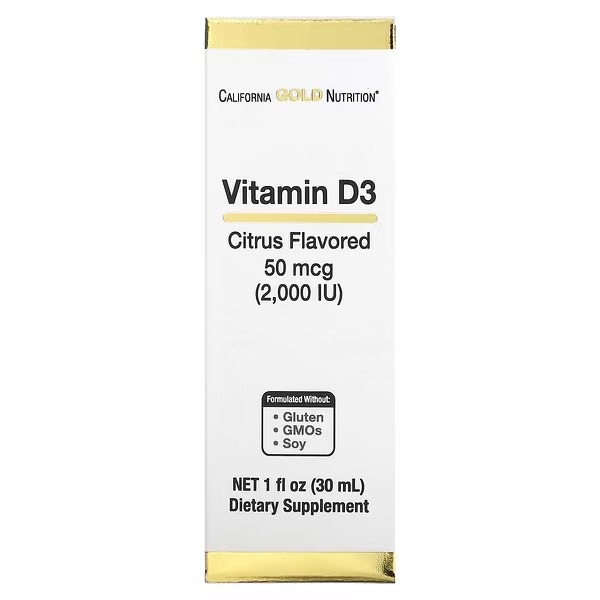 CALIFORNIA GOLD NUTRITION®
Vitamin D3
Citrus Flavored
50 mcg
(2,000 IU)
Formulated Without:
• Gluten
• GMOs
• Soy
NET 1 fl oz (30 mL)
Dietary Supplement